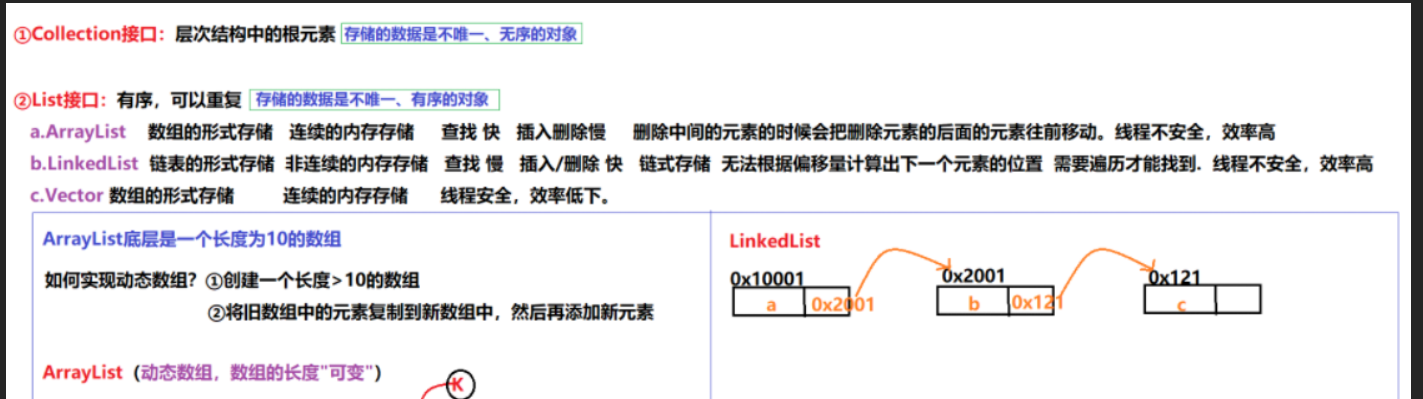 ①Collection接口：层次结构中的根元素 存储的数据是不唯一、无序的对象
②List接口：有序，可以重复 存储的数据是不唯一、有序的对象
a.ArrayList 数组的形式存储 连续的内存存储 查找 快 插入删除慢 删除中间的元素的时候会把删除元素的后面的元素往前移动。线程不安全，效率高
b.LinkedList 链表的形式存储 非连续的内存存储 查找 慢 插入/删除 快 链式存储 无法根据偏移量计算出下一个元素的位置 需要遍历才能找到. 线程不安全，效率高
c.Vector 数组的形式存储 连续的内存存储 线程安全，效率低下。
ArrayList底层是一个长度为10的数组
如何实现动态数组？①创建一个长度>10的数组
②将旧数组中的元素复制到新数组中，然后再添加新元素
ArrayList（动态数组，数组的长度"可变"）
K
LinkedList
0x10001 0x2001 0x121
a 0x2001 b 0x121 c